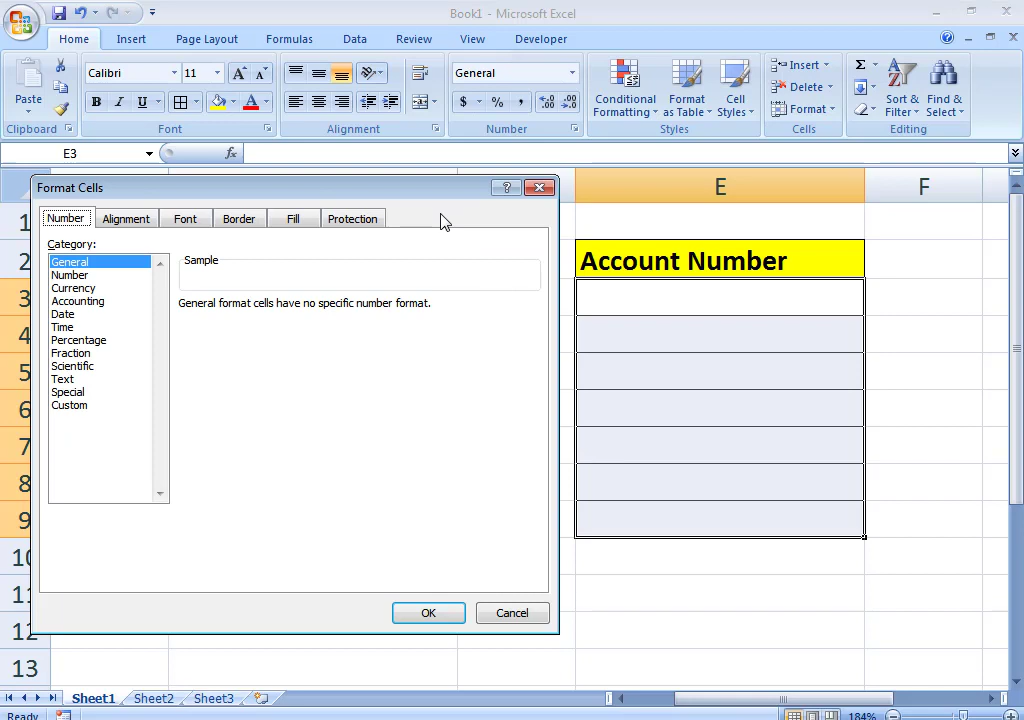 Book1 - Microsoft Excel
Home Insert Page Layout Formulas Data Review View Developer
Calibri 11 General Insert Σ
Paste B I U A $ % , Conditional Formatting Format as Table Cell Styles Delete Format Sort & Filter Find & Select
Clipboard Font Alignment Number Styles Cells Editing
E3 fx
Format Cells ?
E F
Number Alignment Font Border Fill Protection
1
Category:
General
Sample
2 Account Number
Number
Currency
3
Accounting
General format cells have no specific number format.
Date
Time
4
Percentage
Fraction
Scientific
5
Text
Special
Custom
6
7
8
9
10
11
OK Cancel
12
13
Sheet1 Sheet2 Sheet3
Ready 184%